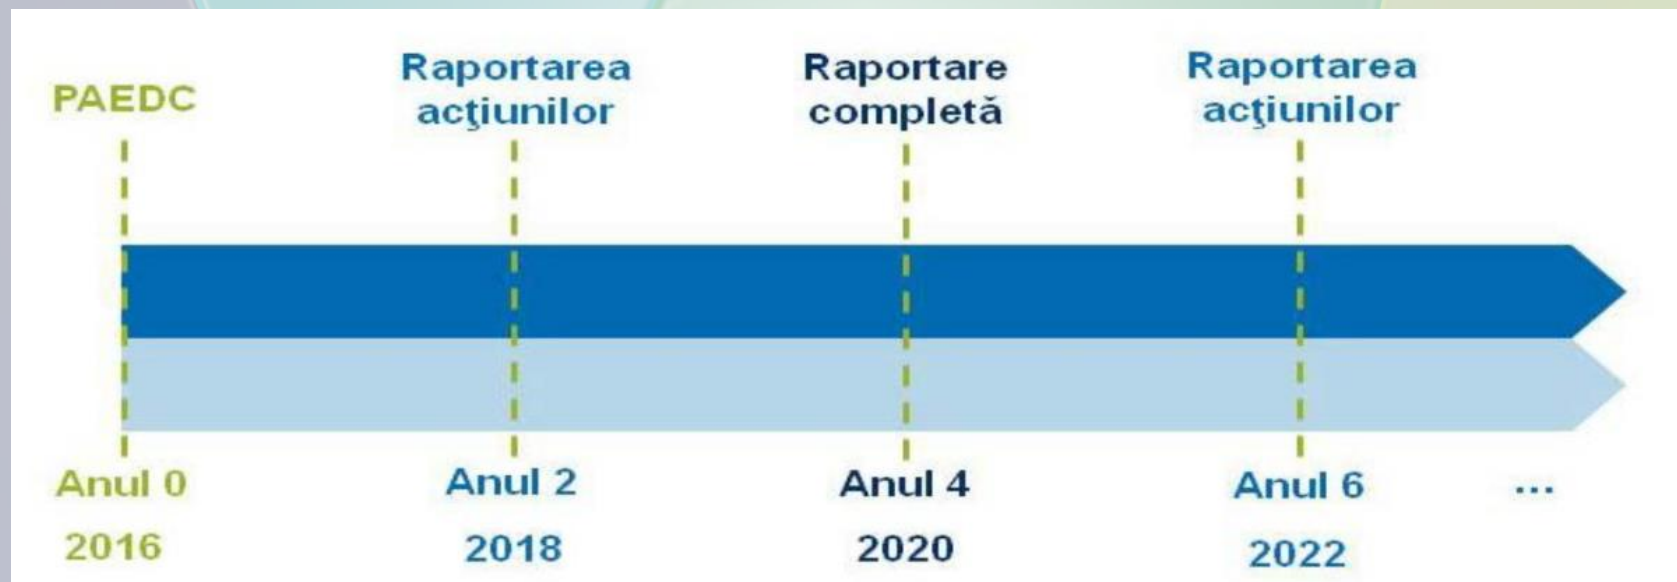 PAEDC
Raportarea
acţiunilor
Raportare
completă
Raportarea
acţiunilor
Anul 0
Anul 2
Anul 4
Anul 6
...
2016
2018
2020
2022